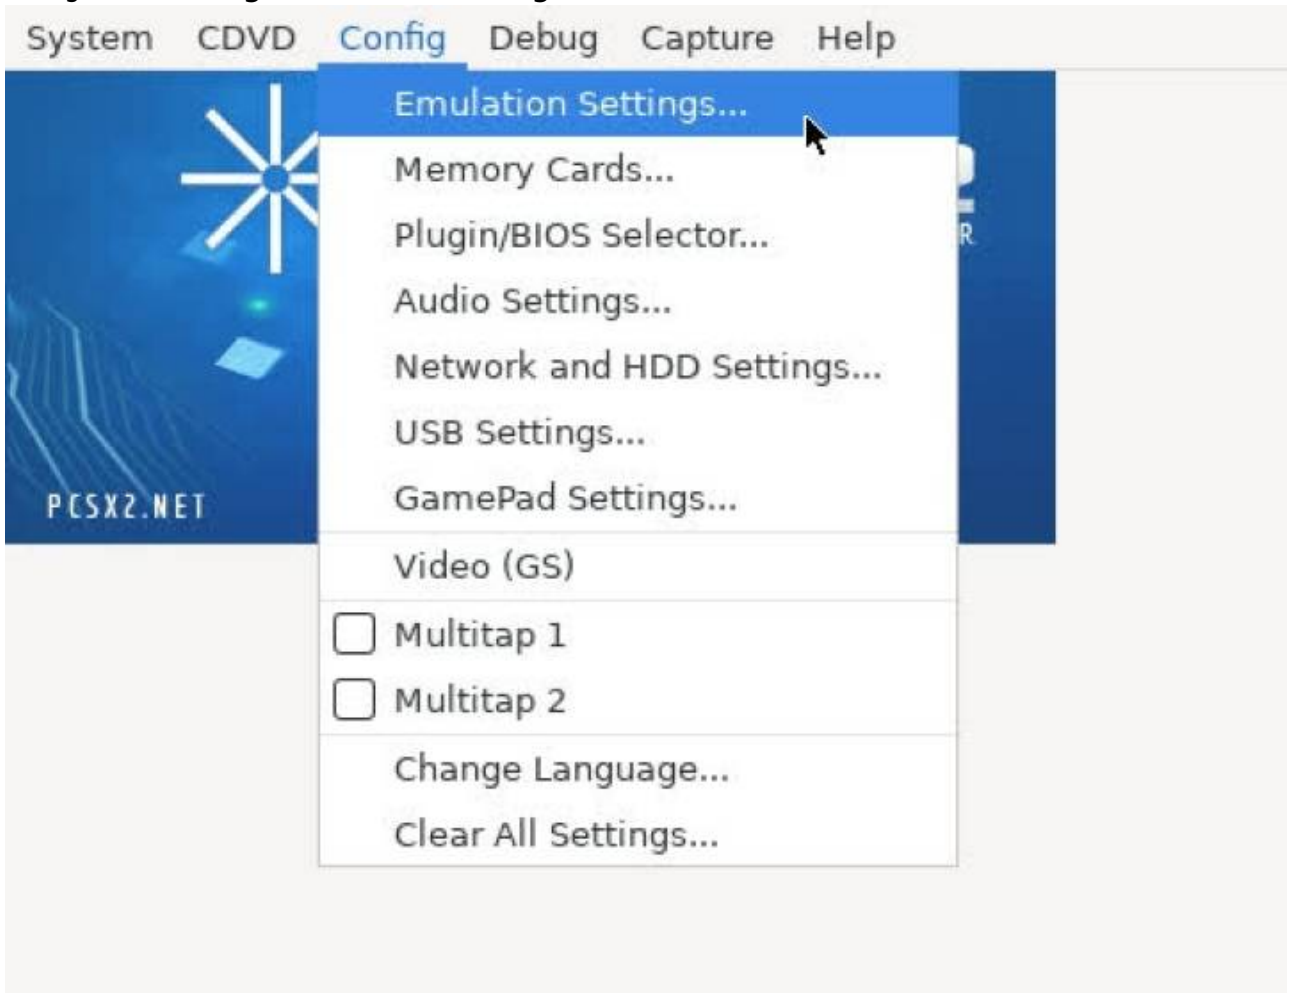 System CDVD Config Debug Capture Help
Emulation Settings...
Memory Cards...
Plugin/BIOS Selector...
R
Audio Settings...
Network and HDD Settings...
USB Settings...
GamePad Settings...
PCSX2.NET
Video (GS)
Multitap 1
Multitap 2
Change Language...
Clear All Settings...